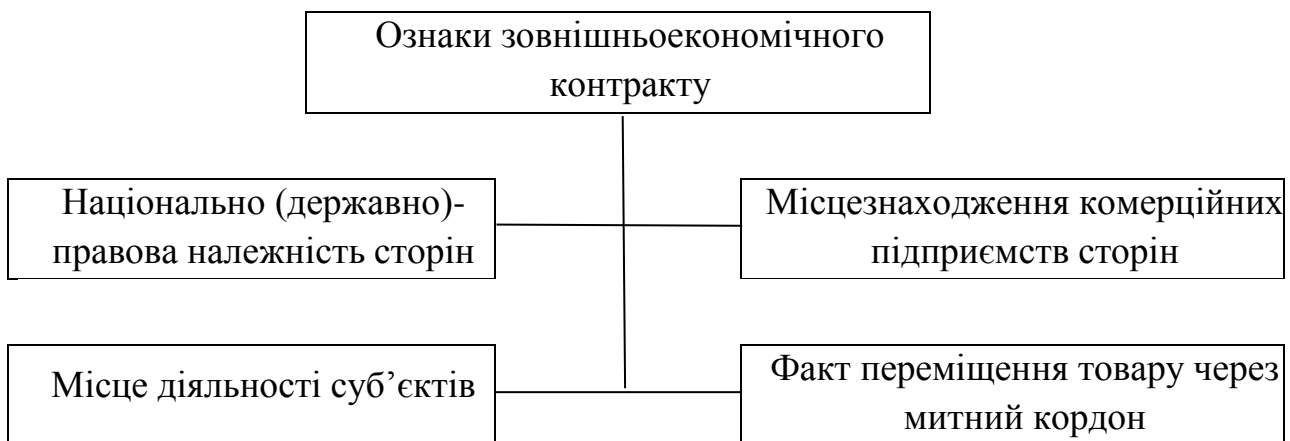 Ознаки зовнішньоекономічного
контракту
Національно (державно)-
правова належність сторін
Місцезнаходження комерційних
підприємств сторін
Місце діяльності суб’єктів
Факт переміщення товару через
митний кордон